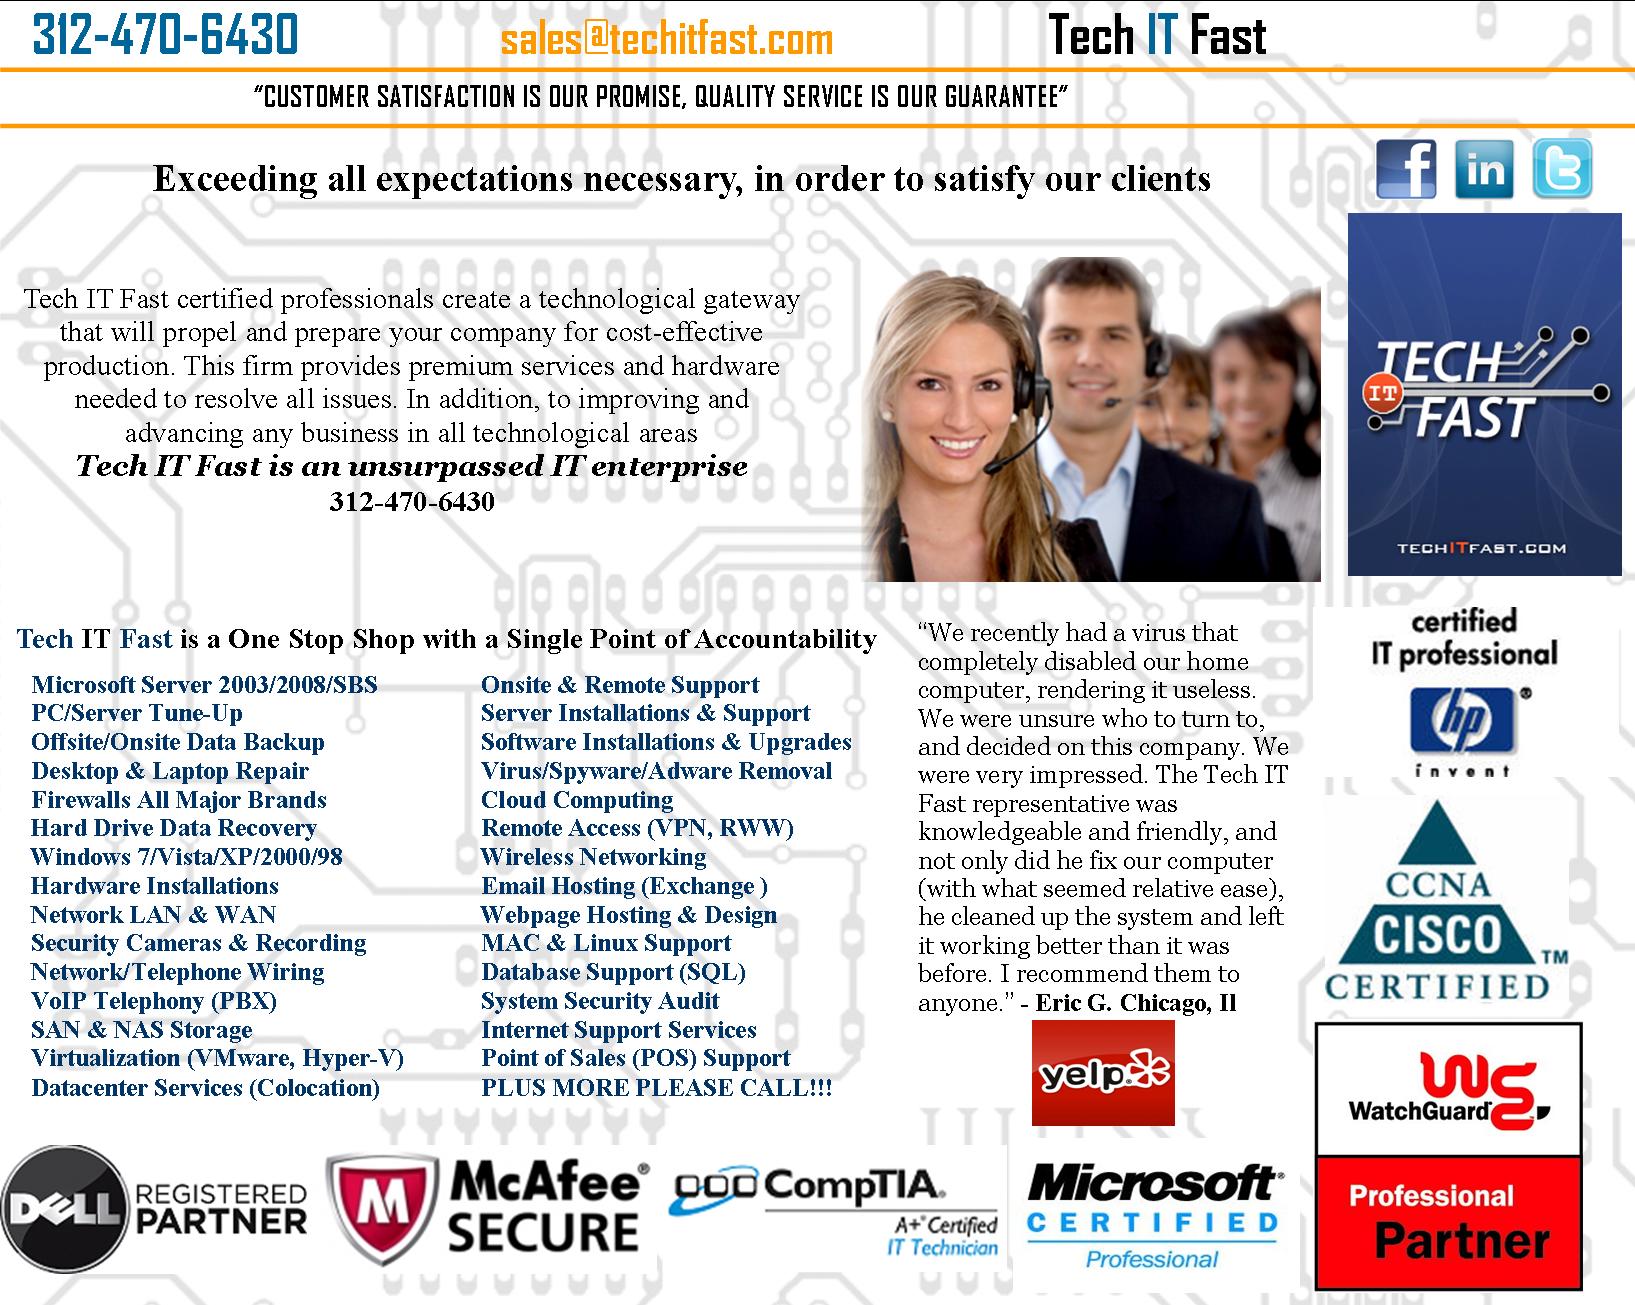 312-470-6430
sales@techitfast.com
Tech IT Fast
"CUSTOMER SATISFACTION IS OUR PROMISE, QUALITY SERVICE IS OUR GUARANTEE"
Exceeding all expectations necessary, in order to satisfy our clients
f
in
t
Tech IT Fast certified professionals create a technological gateway
that will propel and prepare your company for cost-effective
production. This firm provides premium services and hardware
needed to resolve all issues. In addition, to improving and
advancing any business in all technological areas
Tech IT Fast is an unsurpassed IT enterprise
312-470-6430
TECH
IT
FAST
TECHITFAST.COM
Tech IT Fast is a One Stop Shop with a Single Point of Accountability
Microsoft Server 2003/2008/SBS
PC/Server Tune-Up
Offsite/Onsite Data Backup
Desktop & Laptop Repair
Firewalls All Major Brands
Hard Drive Data Recovery
Windows 7/Vista/XP/2000/98
Hardware Installations
Network LAN & WAN
Security Cameras & Recording
Network/Telephone Wiring
VoIP Telephony (PBX)
SAN & NAS Storage
Virtualization (VMware, Hyper-V)
Datacenter Services (Colocation)
Onsite & Remote Support
Server Installations & Support
Software Installations & Upgrades
Virus/Spyware/Adware Removal
Cloud Computing
Remote Access (VPN, RWW)
Wireless Networking
Email Hosting (Exchange )
Webpage Hosting & Design
MAC & Linux Support
Database Support (SQL)
System Security Audit
Internet Support Services
Point of Sales (POS) Support
PLUS MORE PLEASE CALL!!!
"We recently had a virus that
completely disabled our home
computer, rendering it useless.
We were unsure who to turn to,
and decided on this company. We
were very impressed. The Tech IT
Fast representative was
knowledgeable and friendly, and
not only did he fix our computer
(with what seemed relative ease),
he cleaned up the system and left
it working better than it was
before. I recommend them to
anyone." - Eric G. Chicago, Il
yelp
certified
IT professional
hp ®
invent
CCNA
CISCO
CERTIFIED ™
WatchGuard®
Professional
Partner
DELL
REGISTERED
PARTNER
M
McAfee®
SECURE
CompTIA.
A+® Certified
IT Technician
Microsoft®
CERTIFIED
Professional